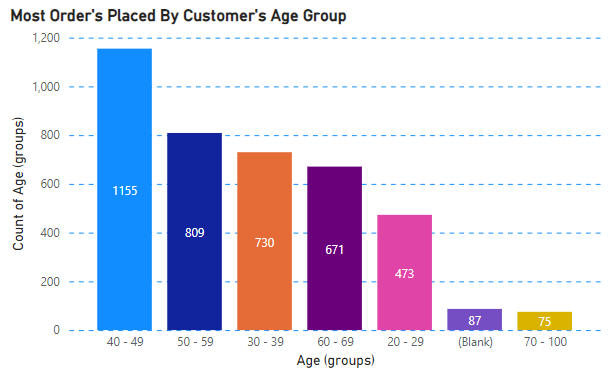 Most Order's Placed By Customer's Age Group
1,200
1,000
800
600
400
200
0
Count of Age (groups)
1155
809
730
671
473
87
75
40 - 49
50 - 59
30 - 39
60 - 69
20 - 29
(Blank)
70 - 100
Age (groups)